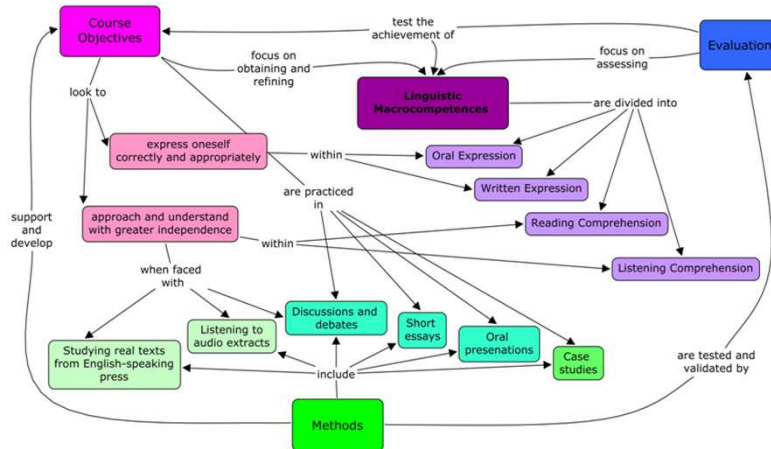 Course
Objectives
test the
achievement of
Evaluation
focus on
obtaining and
refining
focus on
assessing
Linguistic
Macrocompetences
are divided into
look to
express oneself
correctly and appropriately
within
Oral Expression
Written Expression
are practiced
in
support
and
develop
approach and understand
with greater independence
within
Reading Comprehension
Listening Comprehension
when faced
with
Discussions and
debates
Listening to
audio extracts
Short
essays
Oral
presenations
Case
studies
Studying real texts
from English-speaking
press
include
are tested and
validated by
Methods